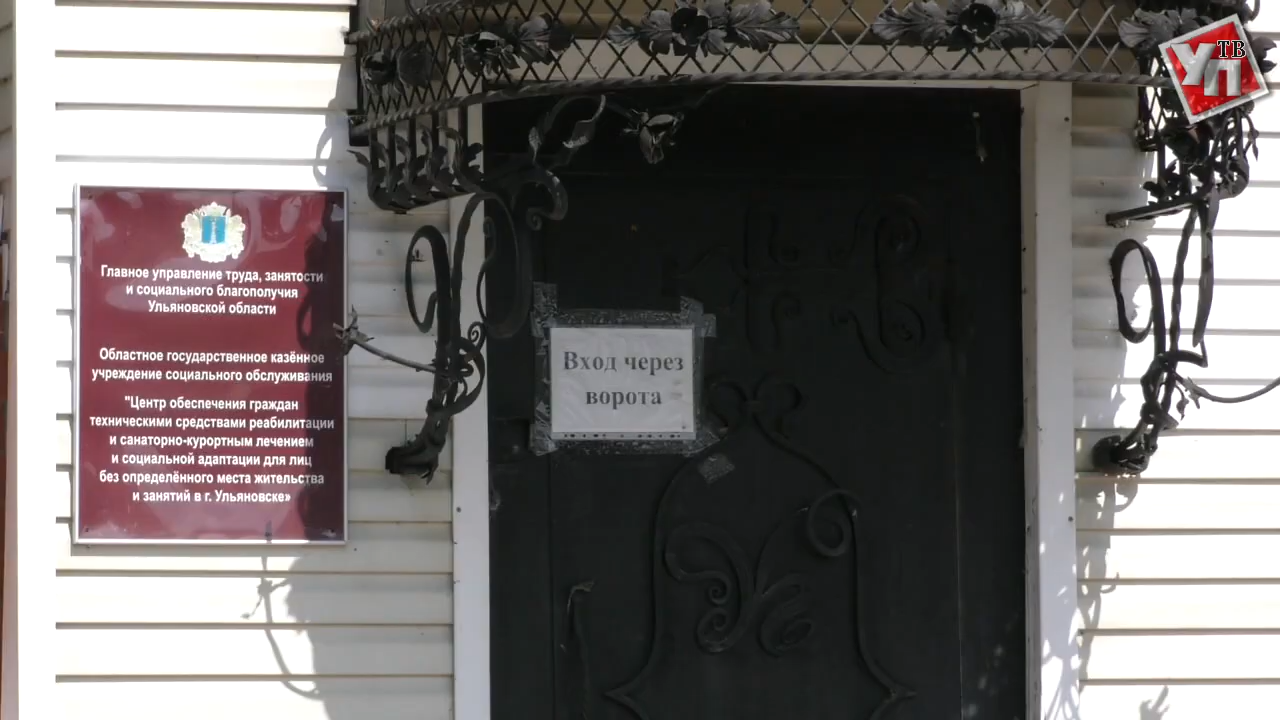 Главное управление труда, занятости
и социального благополучия
Ульяновской области
Областное государственное казённое
учреждение социального обслуживания
"Центр обеспечения граждан
техническими средствами реабилитации
и санаторно-курортным лечением
и социальной адаптации для лиц
без определённого места жительства
и занятий в г. Ульяновске»
Вход через
ворота
УП ТВ